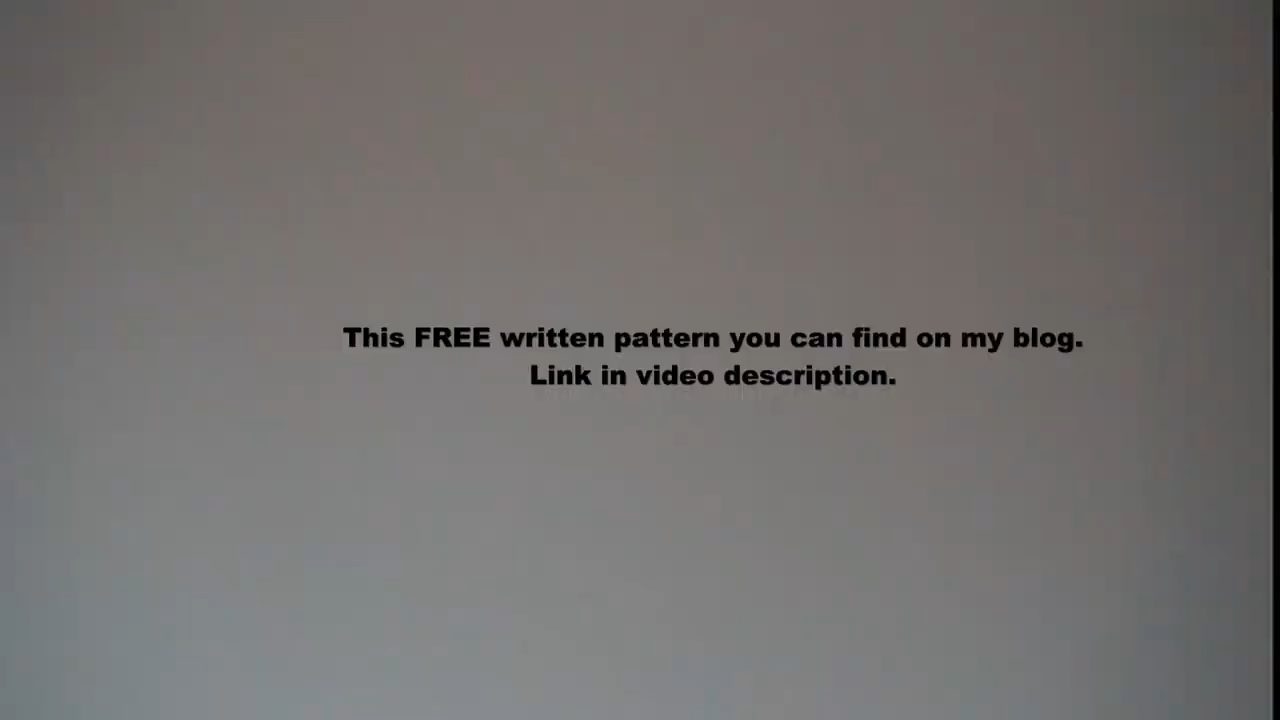 This FREE written pattern you can find on my blog.
Link in video description.